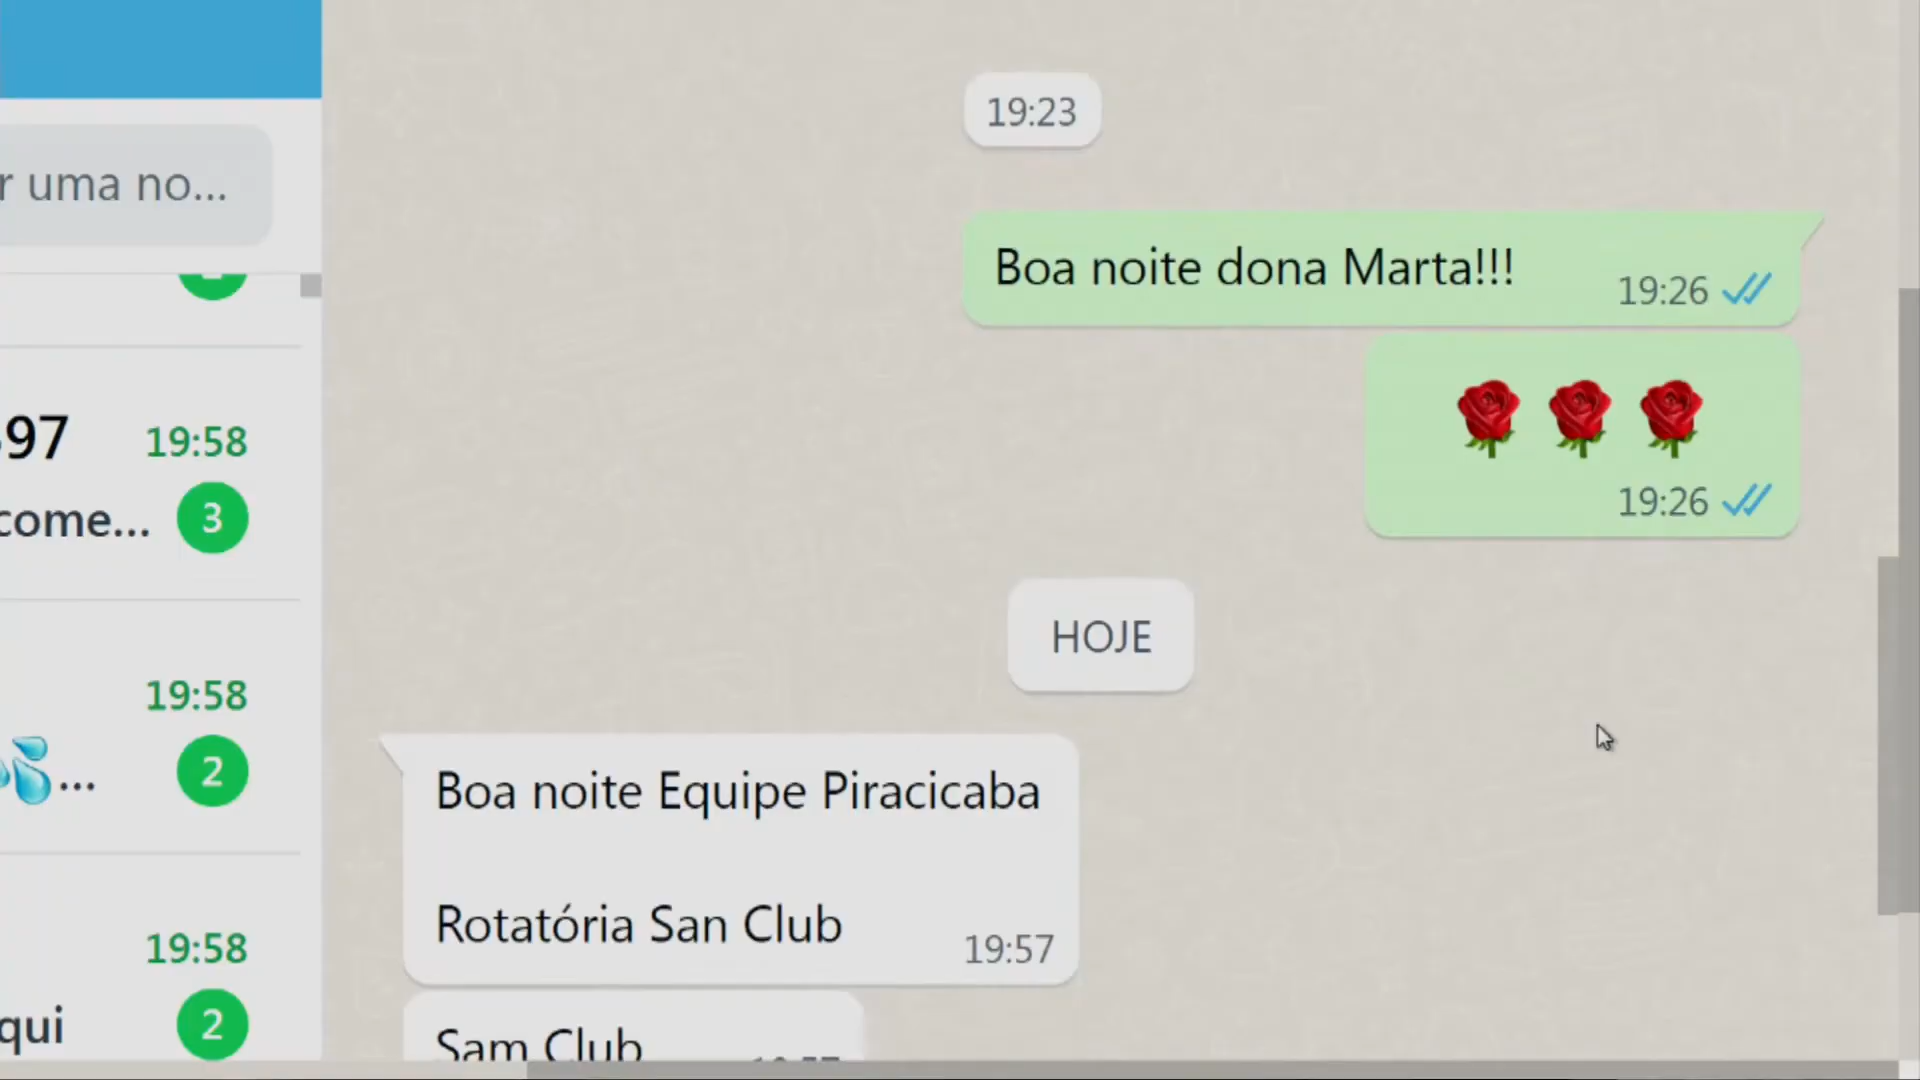 r uma no...
97
19:58
come...
3
19:58
...
2
19:58
qui
2
19:23
Boa noite dona Marta!!!
19:26
19:26
HOJE
Boa noite Equipe Piracicaba
Rotatória San Club
19:57
Sam Club